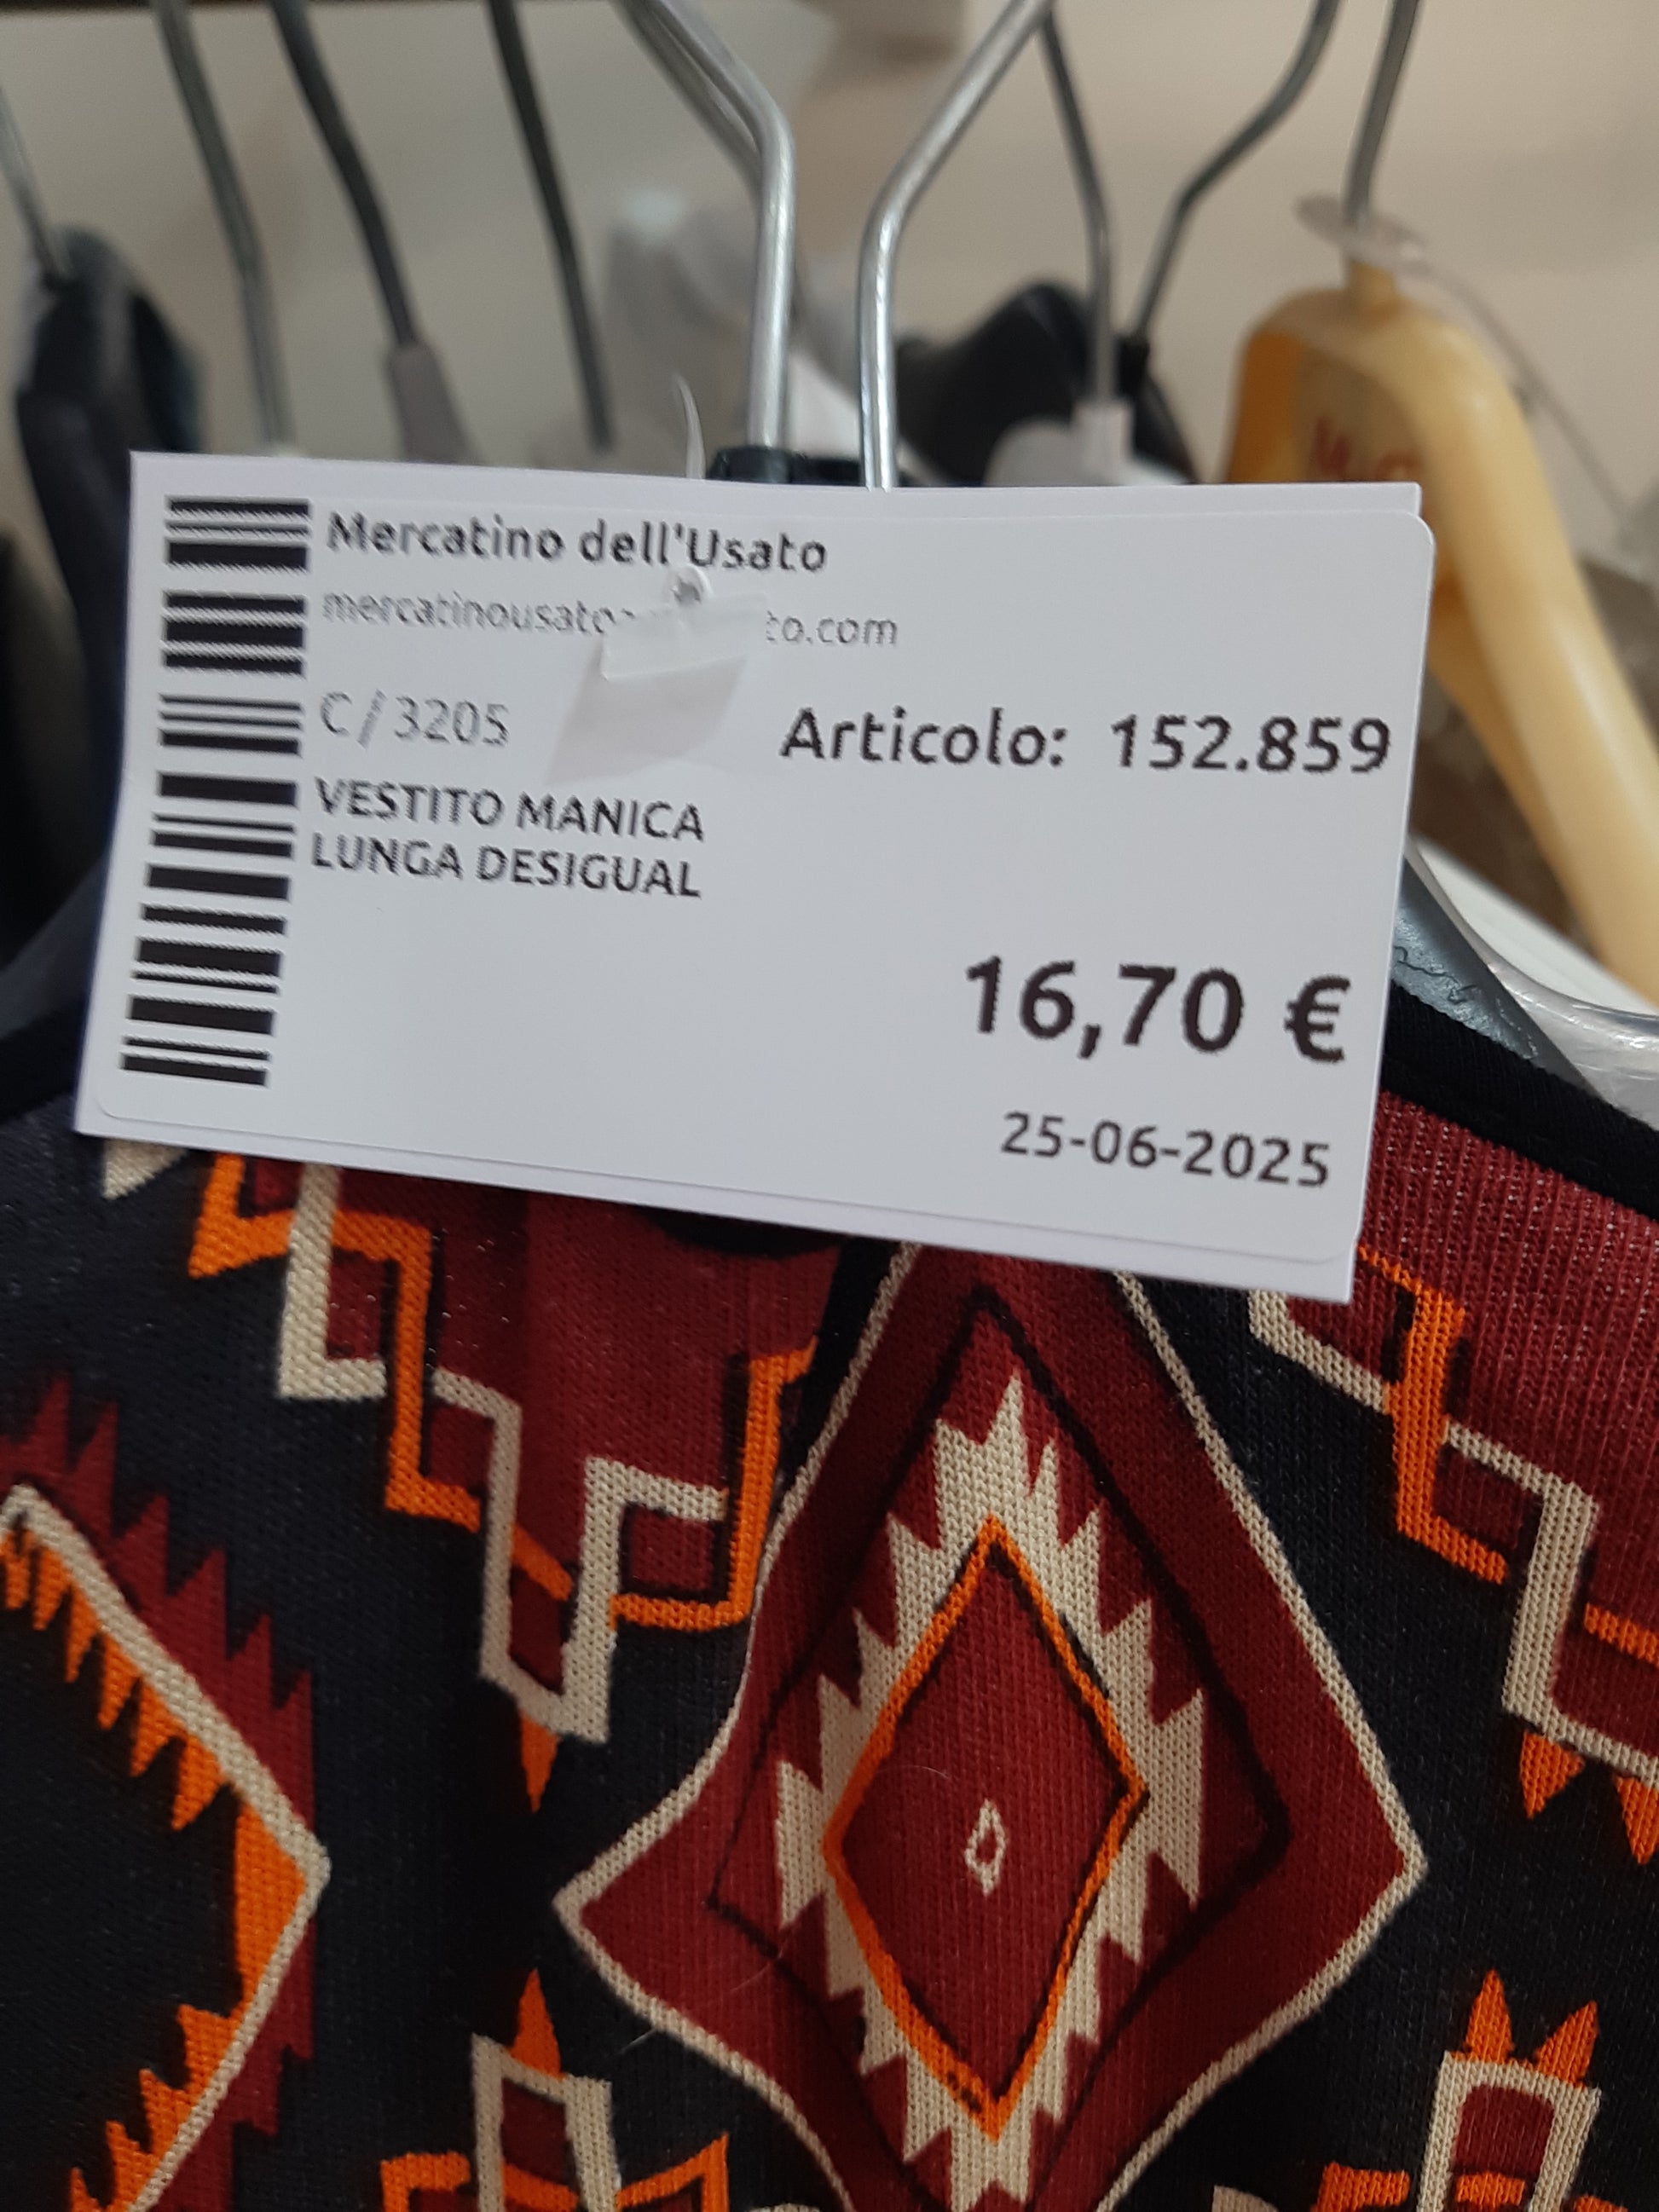 Mercatino dell'Usato
C/3205
Articolo: 152.859
VESTITO MANICA
LUNGA DESIGUAL
16,70 €
25-06-2025